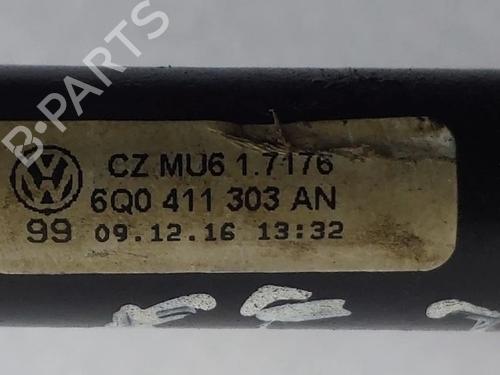 B-PARTS
CZ MU6 1.7176
6Q0 411 303 AN
99 09.12.16 13:32